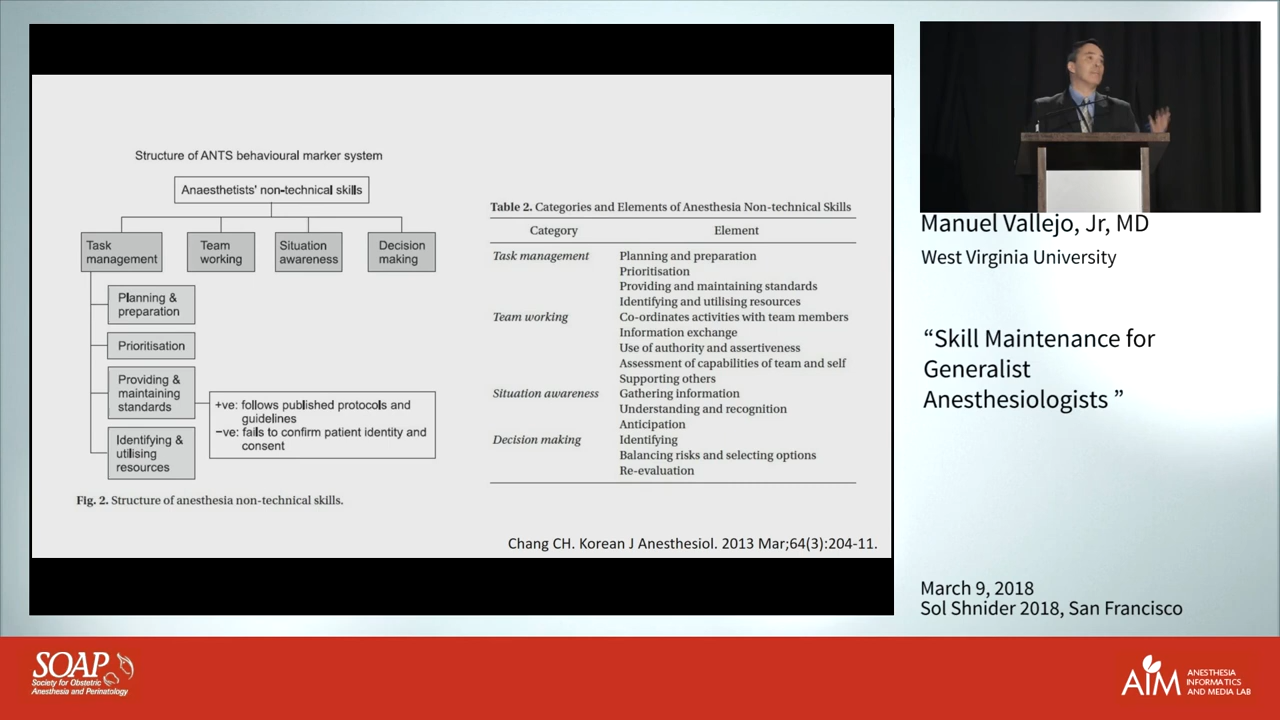 Structure of ANTS behavioural marker system
Anaesthetists' non-technical skills
Task
management
Team
working
Situation
awareness
Decision
making
Planning &
preparation
Prioritisation
Providing &
maintaining
standards
+ve: follows published protocols and
guidelines
−ve: fails to confirm patient identity and
consent
Identifying &
utilising
resources
Fig. 2. Structure of anesthesia non-technical skills.
Table 2. Categories and Elements of Anesthesia Non-technical Skills
Category Element
Task management Planning and preparation
Prioritisation
Providing and maintaining standards
Identifying and utilising resources
Team working Co-ordinates activities with team members
Information exchange
Use of authority and assertiveness
Assessment of capabilities of team and self
Supporting others
Situation awareness Gathering information
Understanding and recognition
Anticipation
Decision making Identifying
Balancing risks and selecting options
Re-evaluation
Chang CH. Korean J Anesthesiol. 2013 Mar;64(3):204-11.
Manuel Vallejo, Jr, MD
West Virginia University
“Skill Maintenance for
Generalist
Anesthesiologists ”
March 9, 2018
Sol Shnider 2018, San Francisco
SOAP
Society for Obstetric
Anesthesia and Perinatology
AIM
ANESTHESIA
INFORMATICS
AND MEDIA LAB